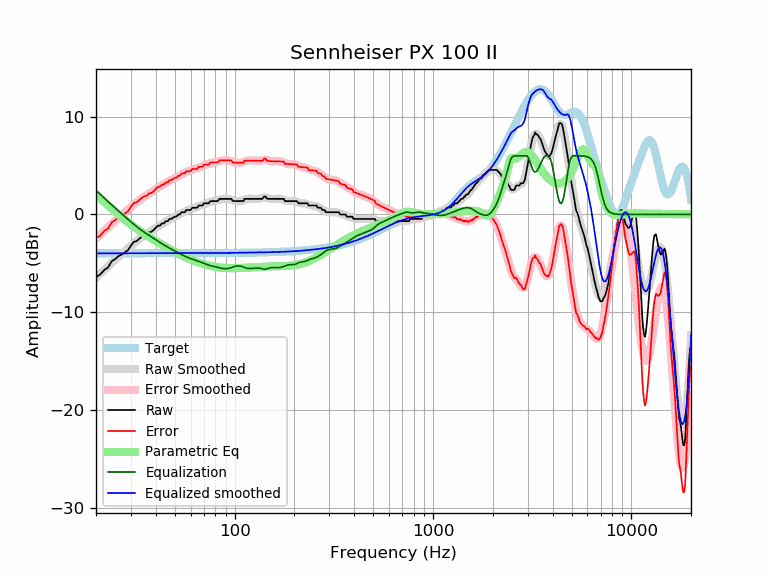 Sennheiser PX 100 II
10
0
−10
−20
−30
Amplitude (dBr)
Target
Raw Smoothed
Error Smoothed
Raw
Error
Parametric Eq
Equalization
Equalized smoothed
100
1000
10000
Frequency (Hz)